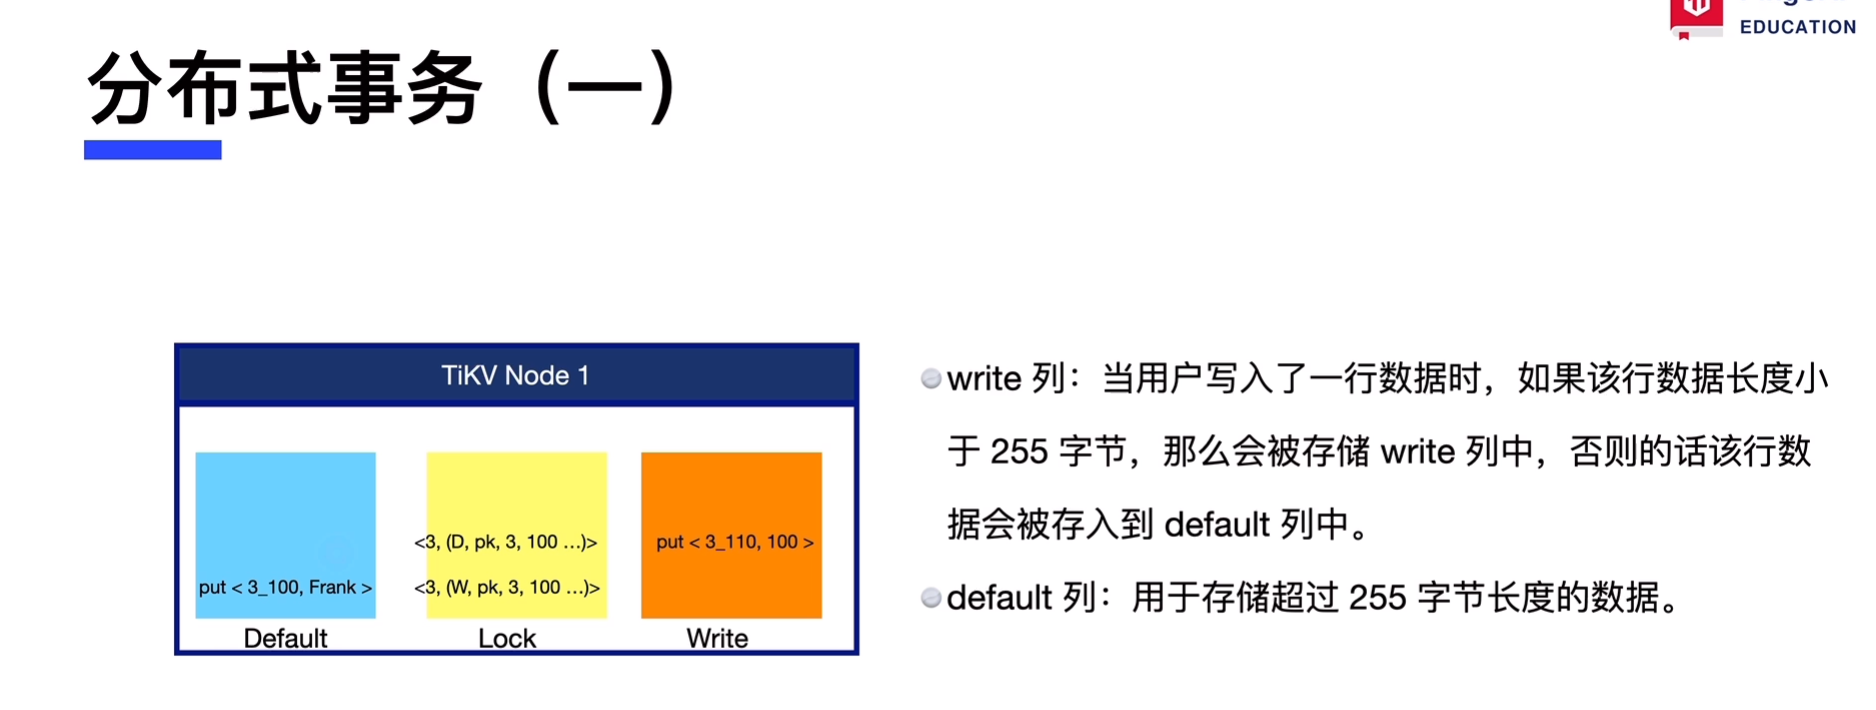 EDUCATION
分布式事务（一）
TiKV Node 1
<3, (D, pk, 3, 100 ...)>
put < 3_110, 100 >
put < 3_100, Frank >
<3, (W, pk, 3, 100 ...)>
Default
Lock
Write
write 列：当用户写入了一行数据时，如果该行数据长度小
于 255 字节，那么会被存储 write 列中，否则的话该行数
据会被存入到 default 列中。
default 列：用于存储超过 255 字节长度的数据。